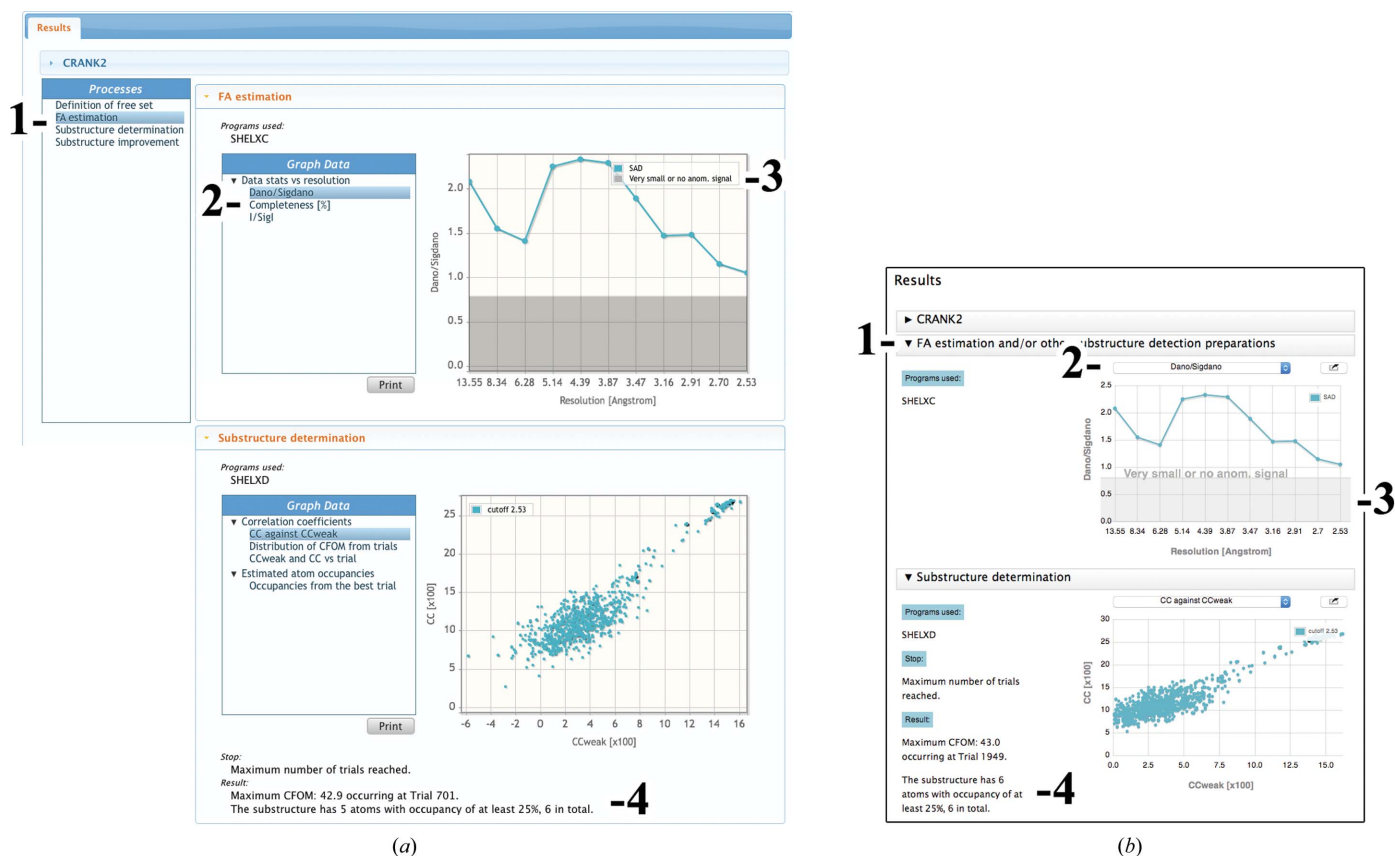 Results
CRANK2
Processes
Definition of free set
FA estimation
Substructure determination
Substructure improvement
1-
FA estimation
Programs used:
SHELXC
Graph Data
▼ Data stats vs resolution
Dano/Sigdano
Completeness [%]
I/SigI
2-
Print
SAD
Very small or no anom. signal
-3
Dano/Sigdano
2.0
1.5
1.0
0.5
0.0
13.55 8.34 6.28 5.14 4.39 3.87 3.47 3.16 2.91 2.70 2.53
Resolution [Angstrom]
Substructure determination
Programs used:
SHELXD
Graph Data
▼ Correlation coefficients
CC against CCweak
Distribution of CFOM from trials
CCweak and CC vs trial
▼ Estimated atom occupancies
Occupancies from the best trial
Print
cutoff 2.53
CC [x100]
25
20
15
10
5
0
-6 -4 -2 0 2 4 6 8 10 12 14 16
CCweak [x100]
Stop:
Maximum number of trials reached.
Result:
Maximum CFOM: 42.9 occurring at Trial 701.
The substructure has 5 atoms with occupancy of at least 25%, 6 in total.
-4
(a)
Results
▶ CRANK2
1-
▼ FA estimation and/or other substructure detection preparations
Programs used:
SHELXC
2-
Dano/Sigdano
SAD
Dano/Sigdano
2.5
2.0
1.5
1.0
0.5
0.0
Very small or no anom. signal
-3
13.55 8.34 6.28 5.14 4.39 3.87 3.47 3.16 2.91 2.7 2.53
Resolution [Angstrom]
▼ Substructure determination
Programs used:
SHELXD
Stop:
Maximum number of trials
reached.
Result:
Maximum CFOM: 43.0
occurring at Trial 1949.
The substructure has 6
atoms with occupancy of at
least 25%, 6 in total.
-4
CC against CCweak
cutoff 2.53
CC [x100]
30
25
20
15
10
5
0
0.0 2.5 5.0 7.5 10.0 12.5 15.0
CCweak [x100]
(b)